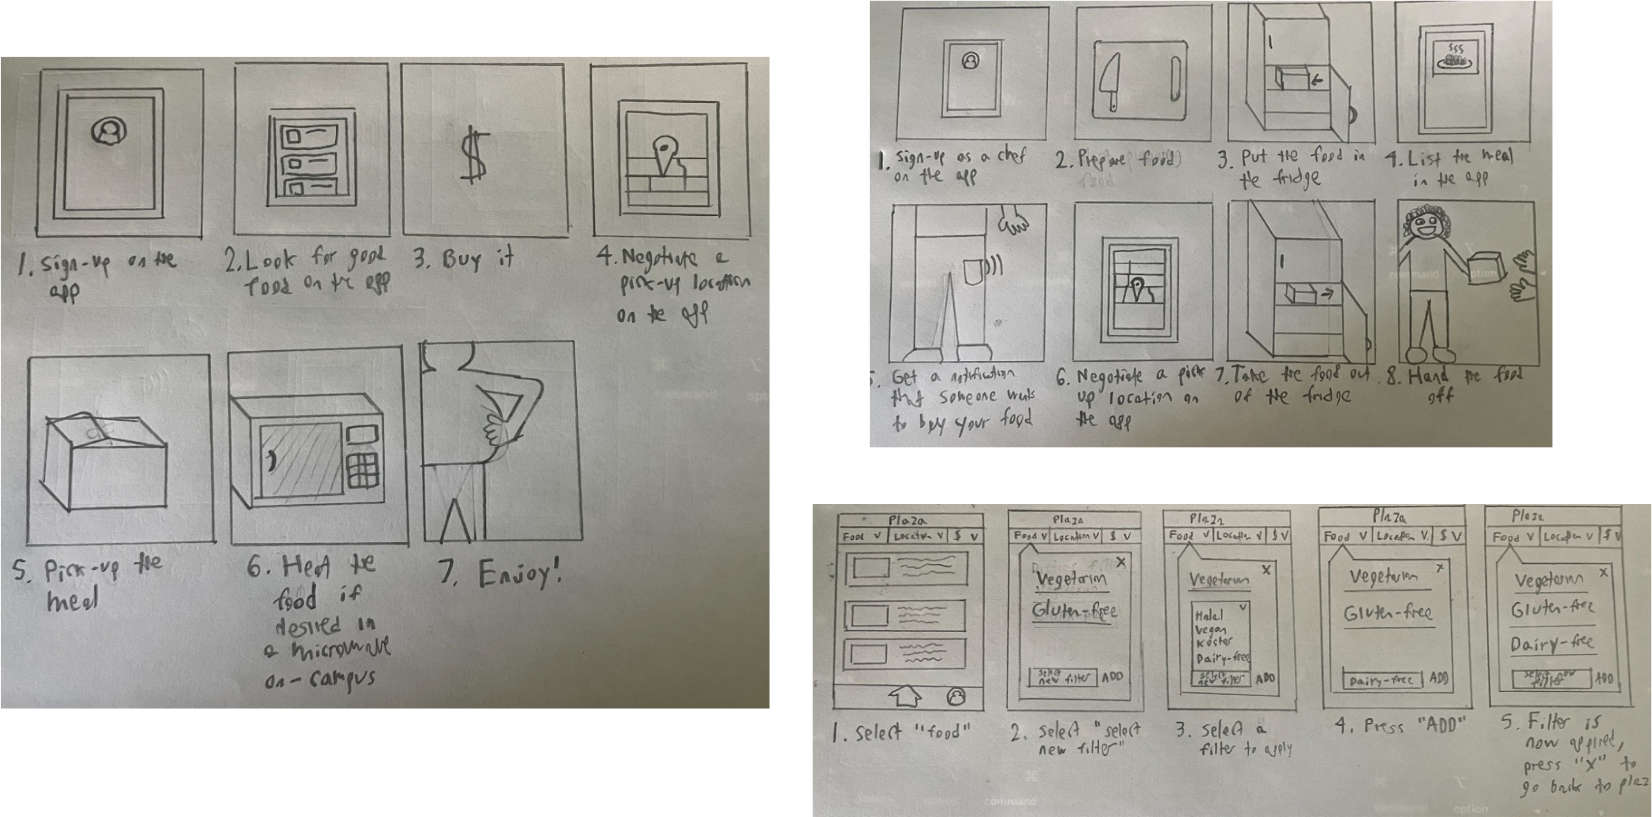 1. Sign-up on the
app
2. Look for good
food on the app
3. Buy it
4. Negotiate a
pick-up location
on the app
$
5. Pick-up the
meal
6. Heat the
food if
desired in
a microwave
on-campus
7. Enjoy!
1. Sign-up as a chef
on the app
2. Prepare food
3. Put the food in
the fridge
4. List the meal
in the app
5. Get a notification
that someone wants
to buy your food
6. Negotiate a pick
up location on
the app
7. Take the food out
of the fridge
8. Hand the food
off
option
command
Plaza
Food V Location V $ V
1. Select "food"
Plaza
Food V Location V $ V
X
Vegetarian
Gluten-free
select
new filter ADD
2. Select "select
new filter"
Plaza
Food V Location V $ V
X
Vegetarian
Halal V
Vegan
Kosher
Dairy-free
select
new filter ADD
3. Select a
filter to apply
Plaza
Food V Location V. $ V
X
Vegetarian
Gluten-free
Dairy-free ADD
4. Press "ADD"
Plaza
Food V Location V $ V
Vegetarian X
Gluten-free
Dairy-free
select new
filter ADD
5. Filter is
now applied,
press "X" to
go back to plaz
command
option